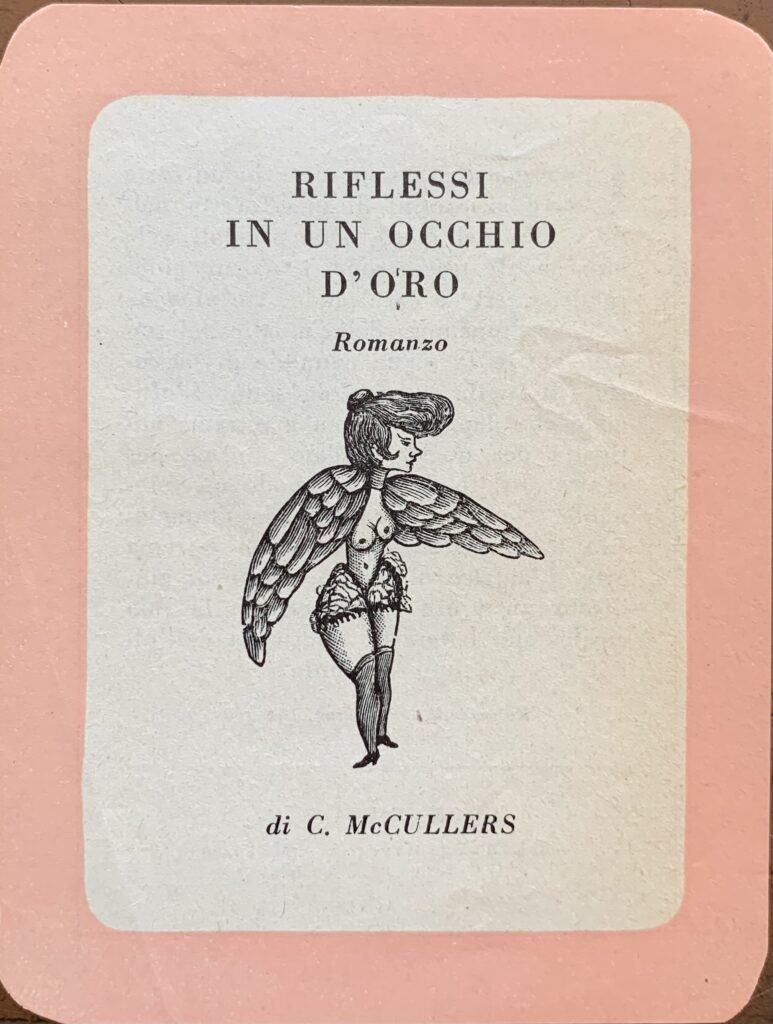 RIFLESSI
IN UN OCCHIO
D'ORO
Romanzo
di C. McCULLERS